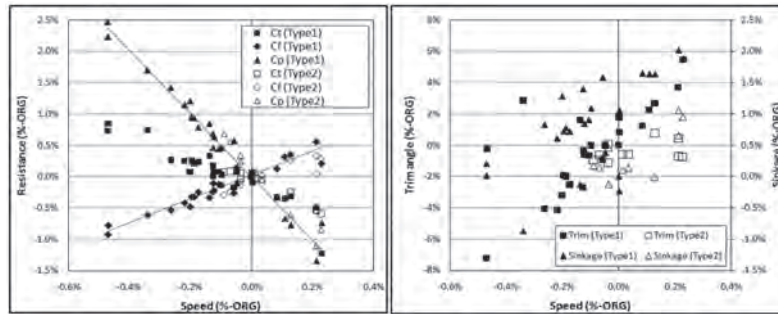 2.5%
2.0%
1.5%
1.0%
0.5%
0.0%
-0.5%
-1.0%
-1.5%
Resistance (%-ORG)
-0.6%
-0.4%
-0.2%
0.0%
0.2%
0.4%
Speed (%-ORG)
Ct (Type1)
Cf (Type1)
Cp (Type1)
Ct (Type2)
Cf (Type2)
Cp (Type2)
8%
6%
4%
2%
0%
-2%
-4%
-6%
-8%
Trim angle (%-ORG)
2.5%
2.0%
1.5%
1.0%
0.5%
0.0%
-0.5%
-1.0%
-1.5%
Sinkage (%-ORG)
-0.6%
-0.4%
-0.2%
0.0%
0.2%
0.4%
Speed (%-ORG)
Trim (Type1)
Trim (Type2)
Sinkage (Type1)
Sinkage (Type2)